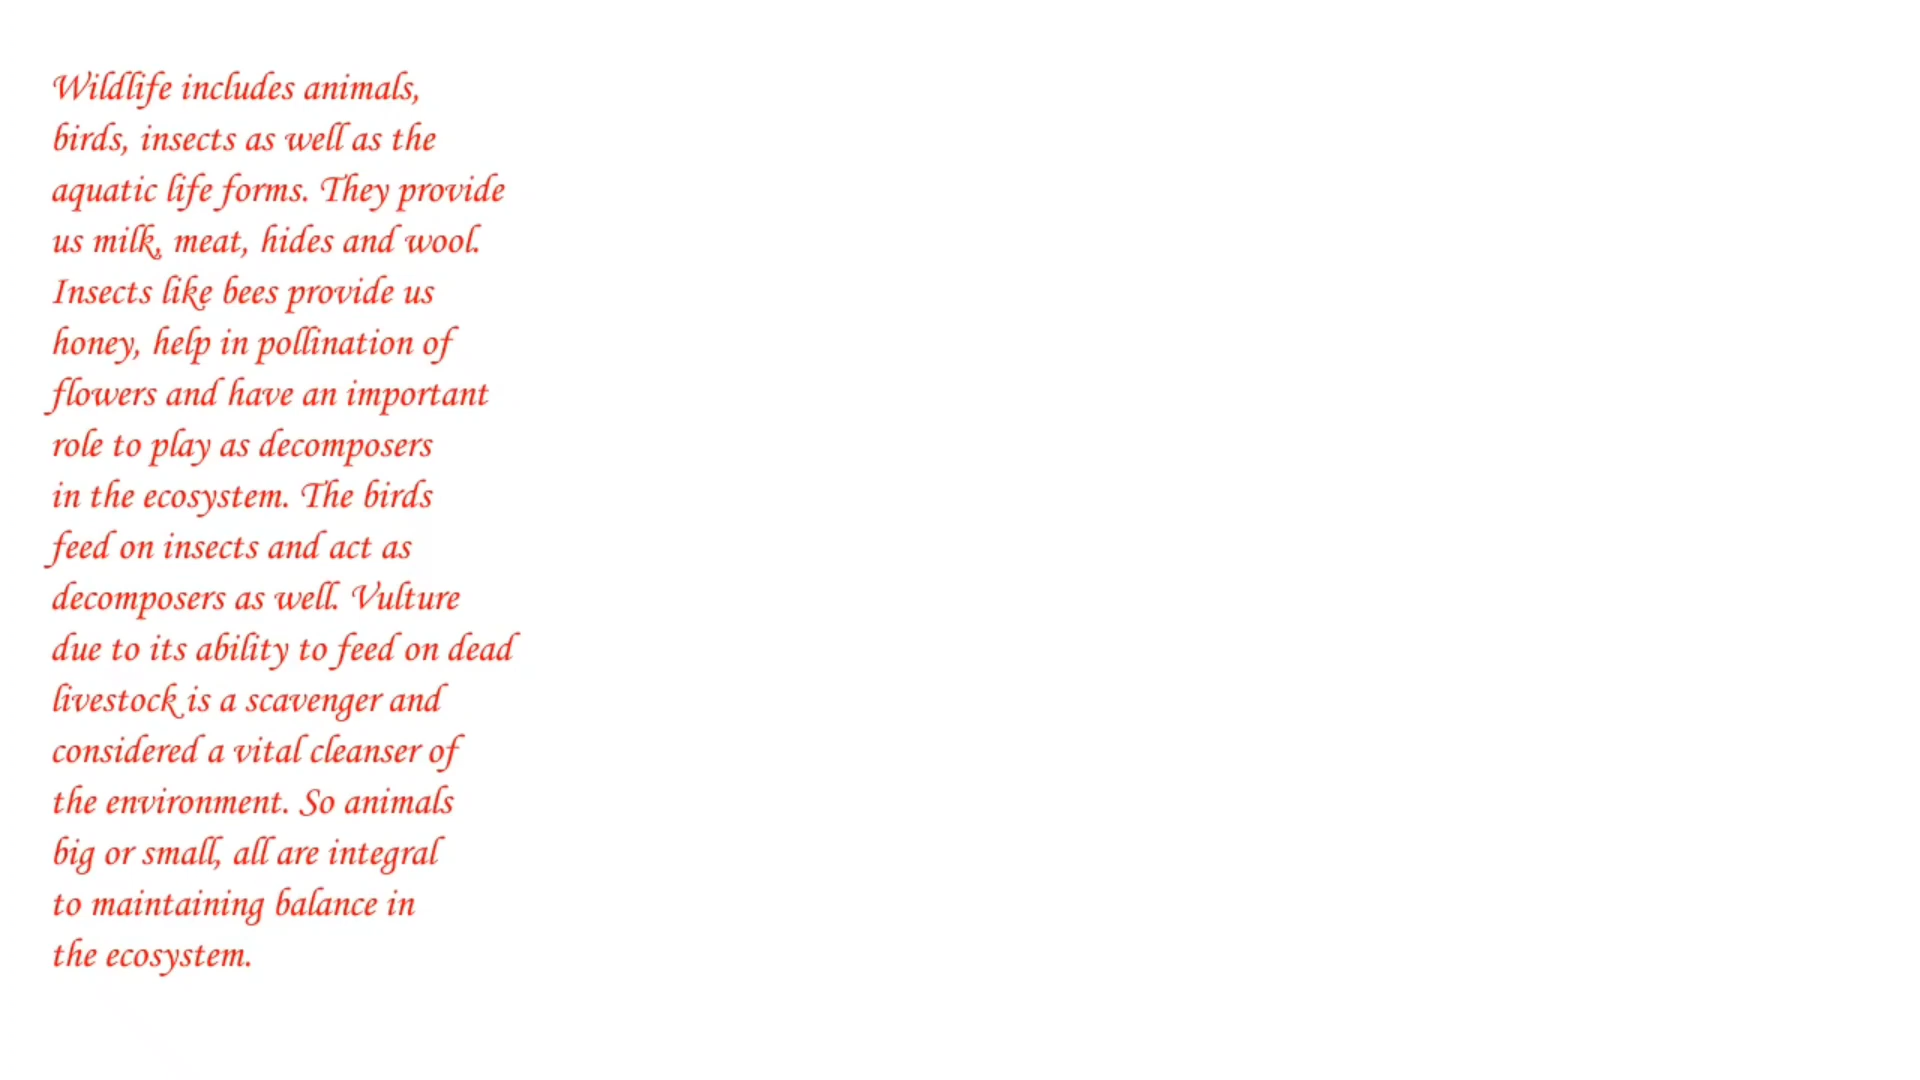 Wildlife includes animals,
birds, insects as well as the
aquatic life forms. They provide
us milk, meat, hides and wool.
Insects like bees provide us
honey, help in pollination of
flowers and have an important
role to play as decomposers
in the ecosystem. The birds
feed on insects and act as
decomposers as well. Vulture
due to its ability to feed on dead
livestock is a scavenger and
considered a vital cleanser of
the environment. So animals
big or small, all are integral
to maintaining balance in
the ecosystem.